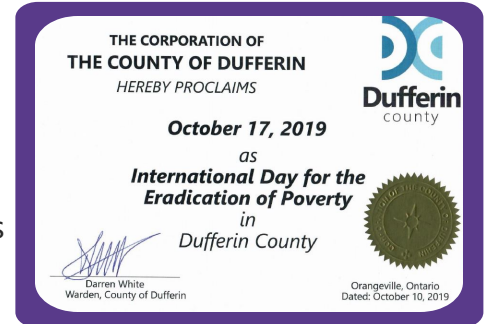 THE CORPORATION OF
THE COUNTY OF DUFFERIN
HEREBY PROCLAIMS
Dufferin
county
October 17, 2019
as
International Day for the
Eradication of Poverty
in
Dufferin County
s
Darren White
Warden, County of Dufferin
Orangeville, Ontario
Dated: October 10, 2019